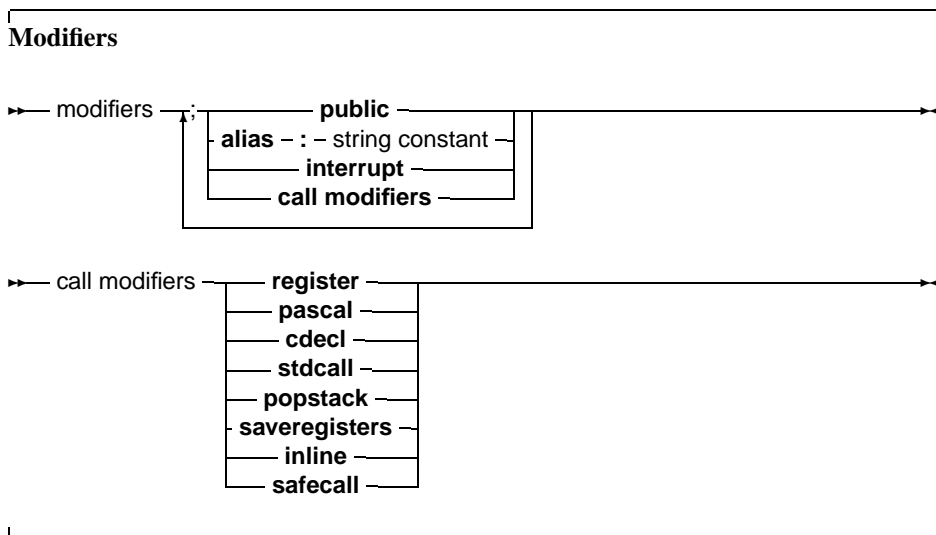 Modifiers
modifiers ; public
alias : string constant
interrupt
call modifiers
call modifiers register
pascal
cdecl
stdcall
popstack
saveregisters
inline
safecall